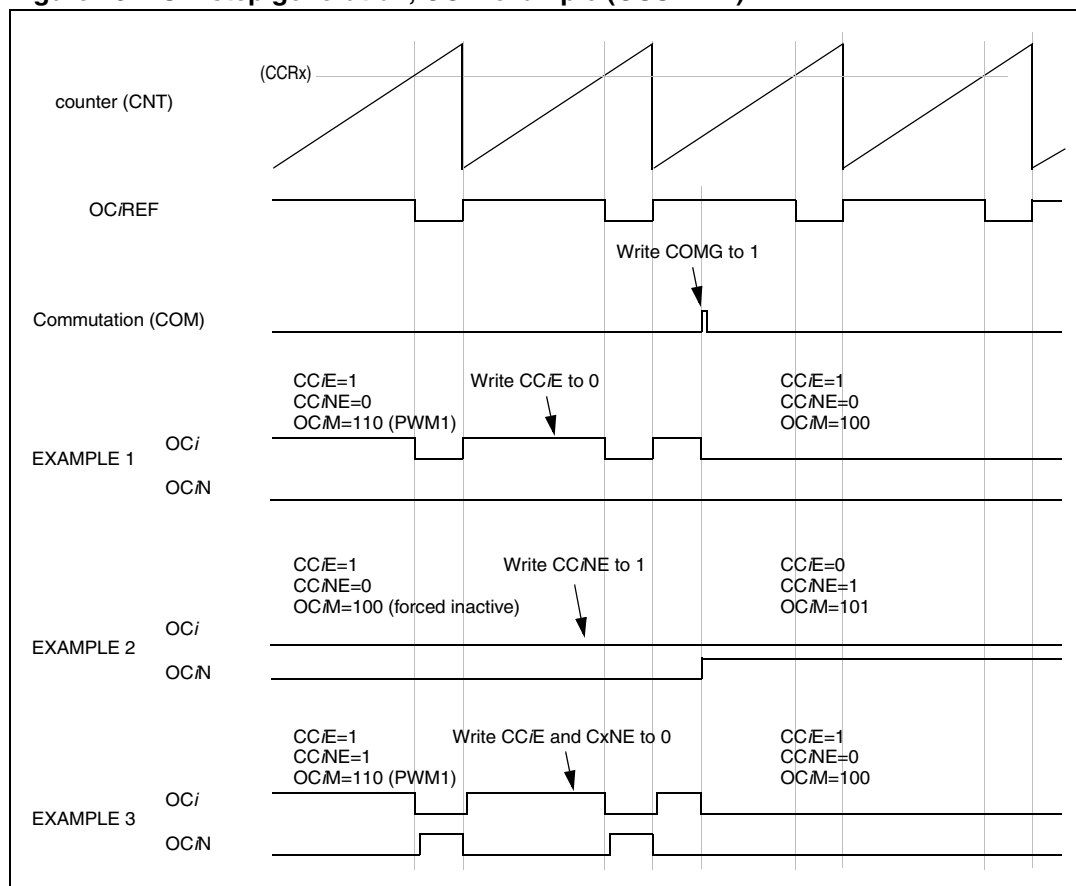 (CCRx)
counter (CNT)
OCiREF
Write COMG to 1
Commutation (COM)
CCiE=1
CCiNE=0
OCiM=110 (PWM1)
Write CCiE to 0
CCiE=1
CCiNE=0
OCiM=100
EXAMPLE 1
OCi
OCiN
CCiE=1
CCiNE=0
OCiM=100 (forced inactive)
Write CCiNE to 1
CCiE=0
CCiNE=1
OCiM=101
EXAMPLE 2
OCi
OCiN
CCiE=1
CCiNE=1
OCiM=110 (PWM1)
Write CCiE and CxNE to 0
CCiE=1
CCiNE=0
OCiM=100
EXAMPLE 3
OCi
OCiN